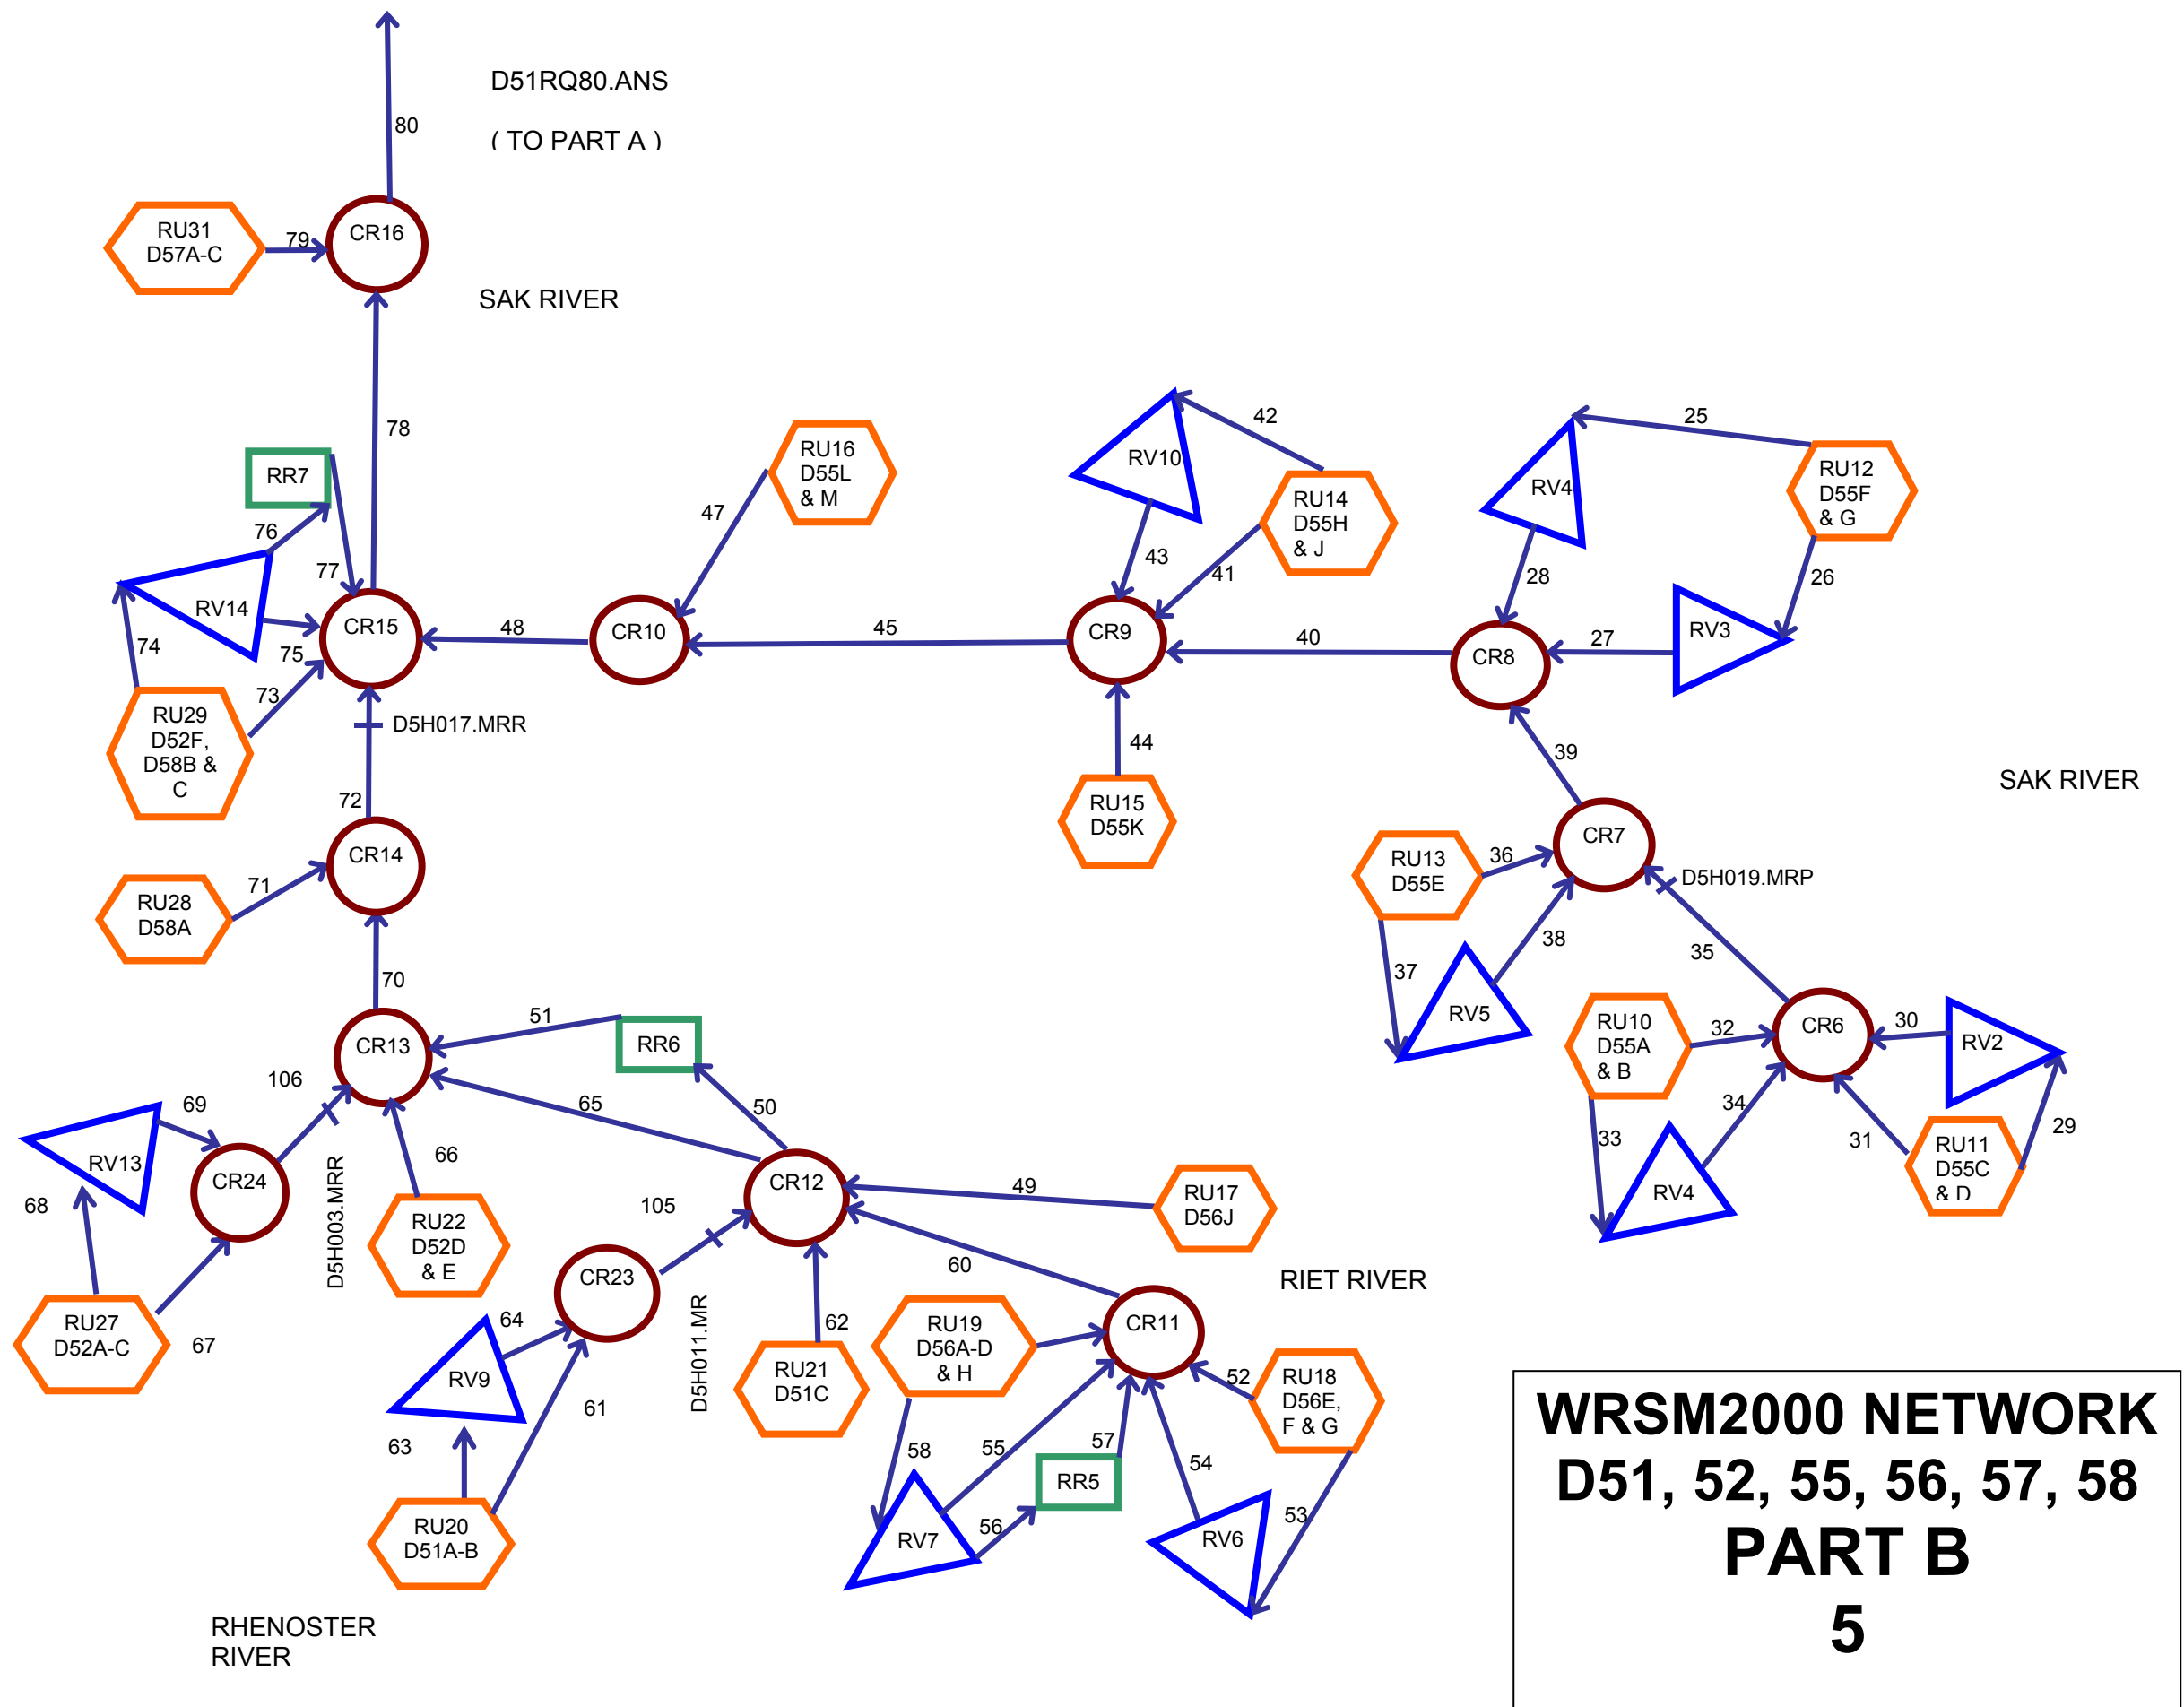 D51RQ80.ANS
( TO PART A )
80
RU31
D57A-C
79
CR16
SAK RIVER
78
RR7
76
77
RV14
74
75
73
CR15
RU29
D52F,
D58B &
C
D5H017.MRR
72
48
CR10
47
RU16
D55L
& M
45
RV10
42
43
41
RU14
D55H
& J
CR9
44
RU15
D55K
40
RV4
25
28
RU12
D55F
& G
26
RV3
27
CR8
39
SAK RIVER
CR7
RU13
D55E
36
38
37
RV5
D5H019.MRP
35
RU10
D55A
& B
32
CR6
30
RV2
33
34
RV4
31
RU11
D55C
& D
29
CR14
71
RU28
D58A
70
CR13
51
RR6
106
65
50
69
RV13
CR24
68
66
D5H003.MRR
RU22
D52D
& E
RU27
D52A-C
67
CR12
105
49
RU17
D56J
60
RIET RIVER
CR23
D5H011.MR
62
RU21
D51C
64
RV9
61
63
RU20
D51A-B
RU19
D56A-D
& H
CR11
52
RU18
D56E,
F & G
58
55
57
RR5
54
53
56
RV7
RV6
RHENOSTER
RIVER
WRSM2000 NETWORK
D51, 52, 55, 56, 57, 58
PART B
5